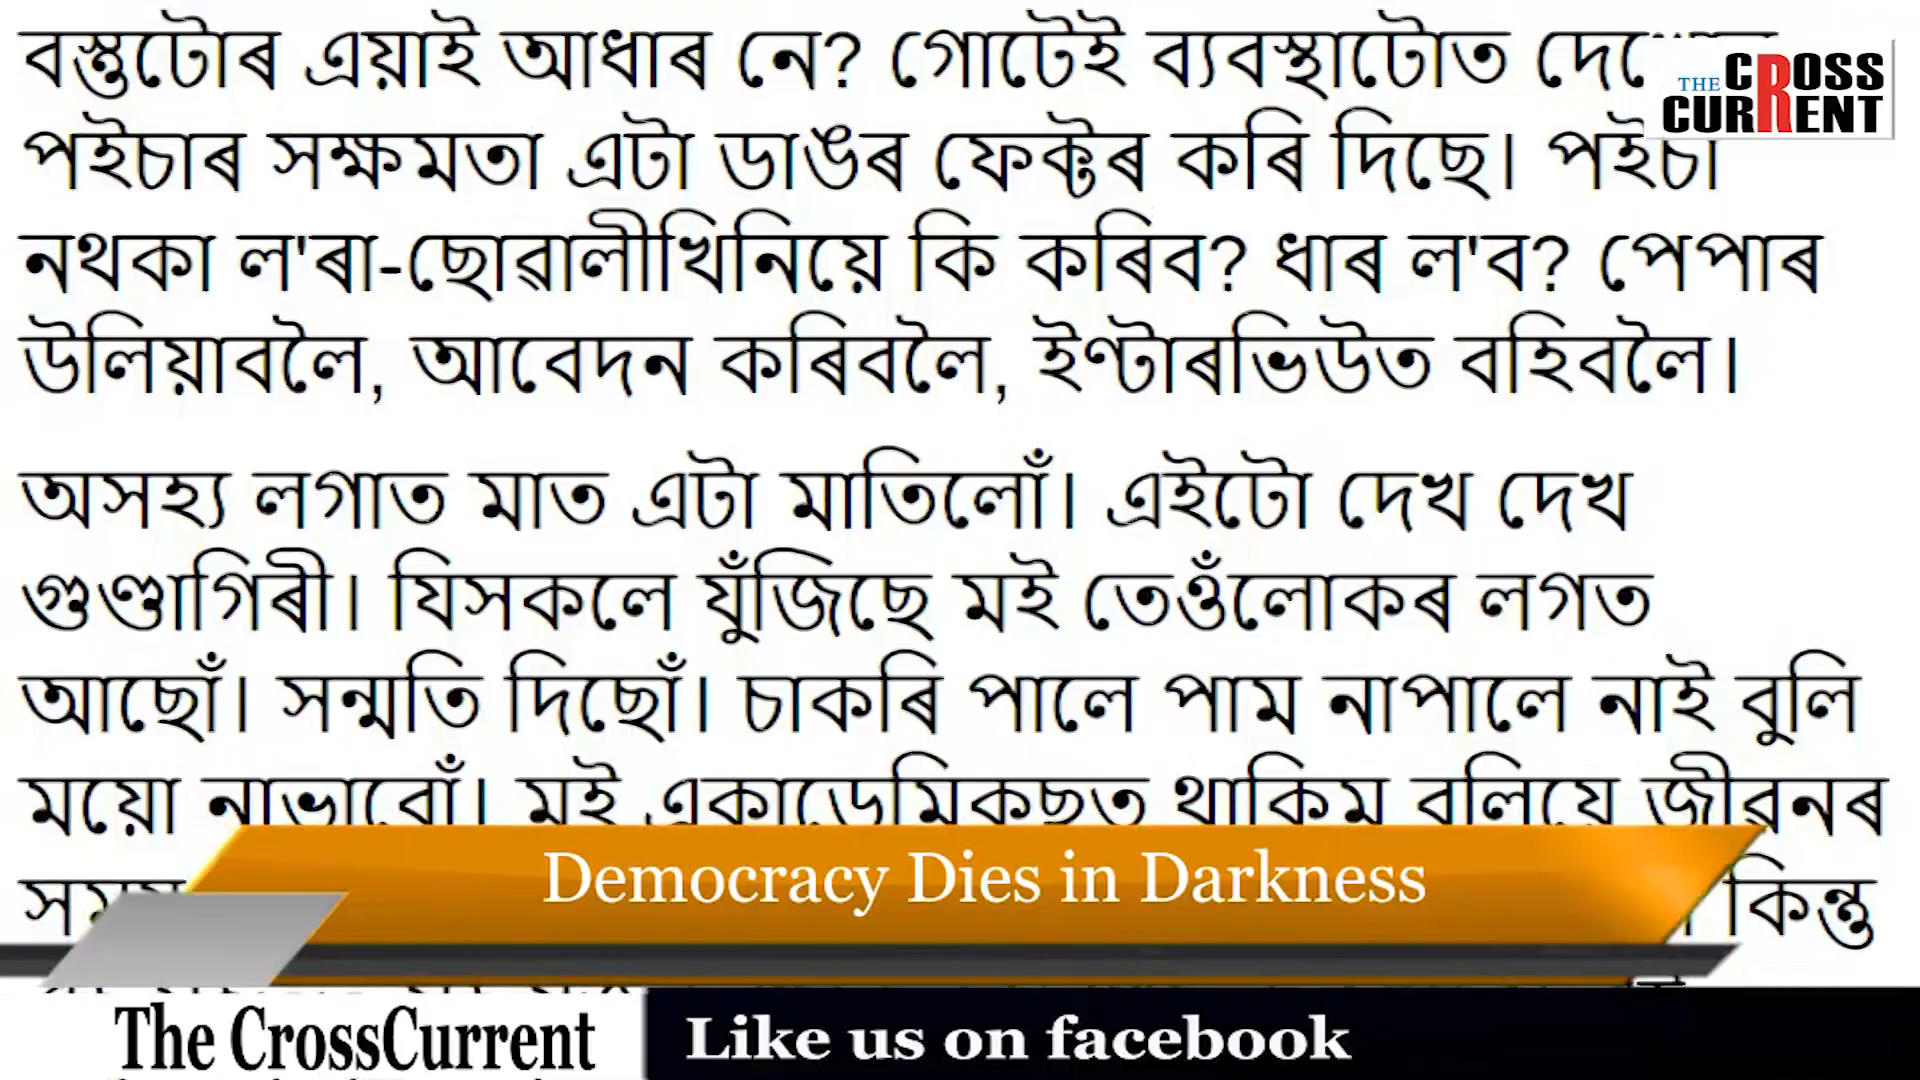 বস্তুটোৰ এয়াই আধাৰ নে? গোটেই ব্যৱস্থাটোত
THE CROSS
CURRENT
পইচাৰ সক্ষমতা এটা ডাঙৰ ফেক্টৰ কৰি দিছে। পইচা
নথকা ল'ৰা-ছোৱালীখিনিয়ে কি কৰিব? ধাৰ ল'ব? পেপাৰ
উলিয়াবলৈ, আবেদন কৰিবলৈ, ইণ্টাৰভিউত বহিবলৈ।
অসহ্য লগাত মাত এটা মাতিলোঁ। এইটো দেখ দেখ
গুণ্ডাগিৰী। যিসকলে যুঁজিছে মই তেওঁলোকৰ লগত
আছোঁ। সন্মতি দিছোঁ। চাকৰি পালে পাম নাপালে নাই বুলি
ময়ো নাভাবোঁ। মই একাডেমিকছত থাকিম বুলিয়ে জীৱনৰ
কিন্তু
Democracy Dies in Darkness
The CrossCurrent
Like us on facebook